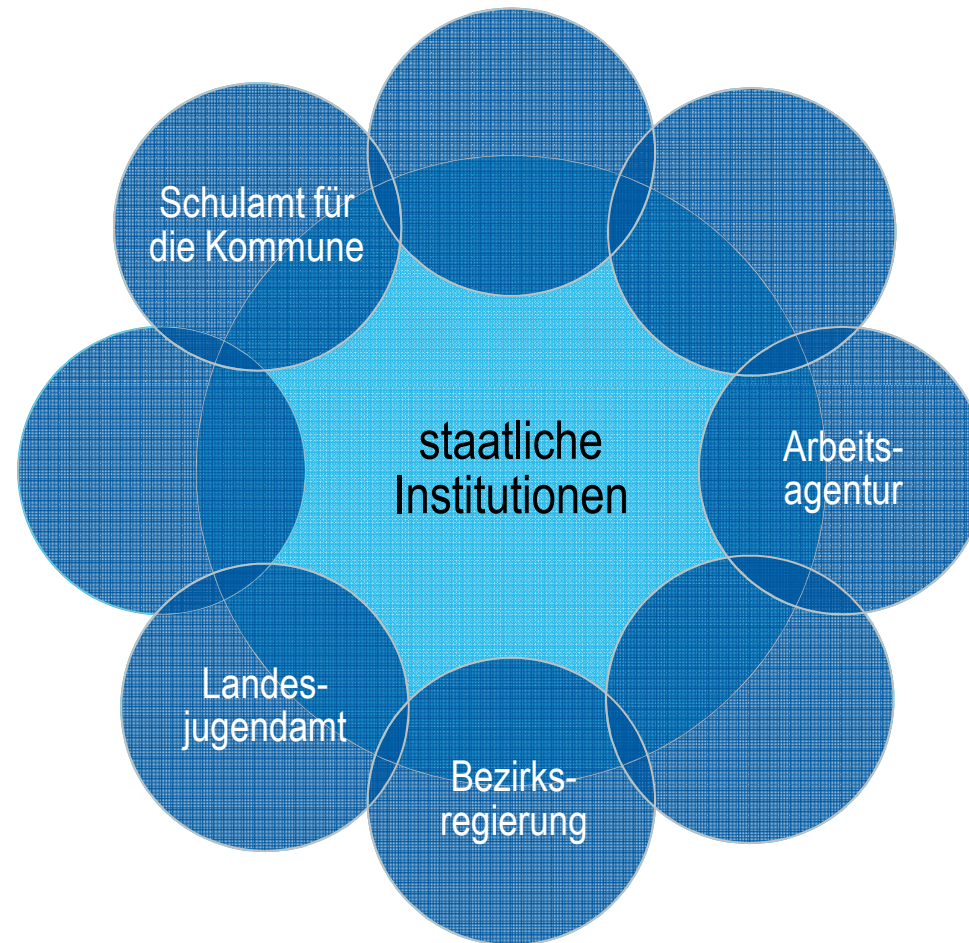 Schulamt für
die Kommune
staatliche
Institutionen
Arbeits-
agentur
Landes-
jugendamt
Bezirks-
regierung